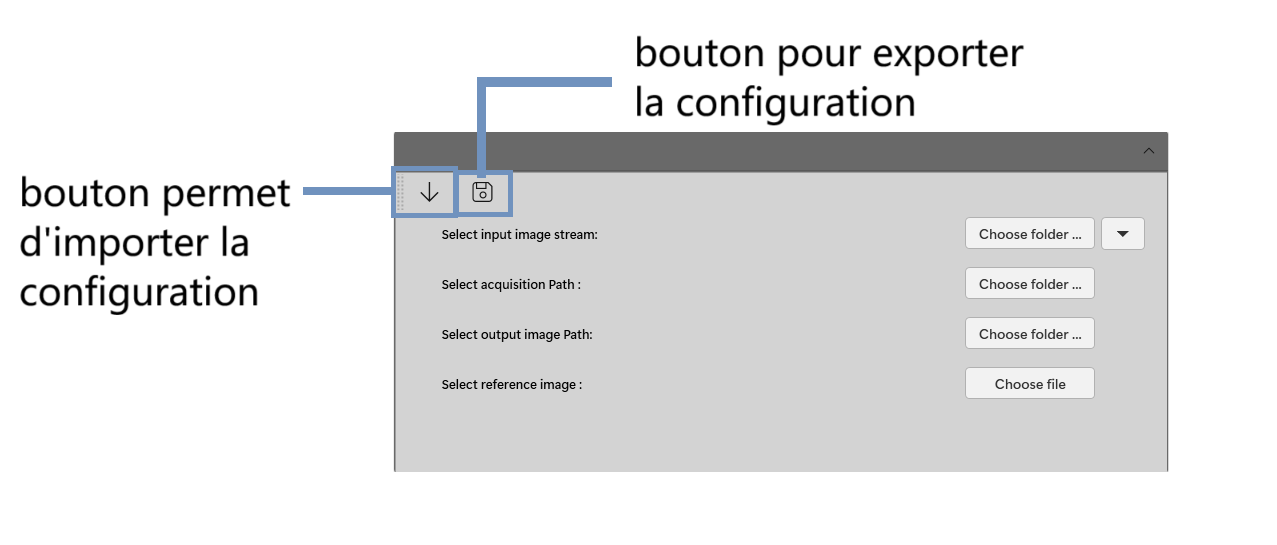 bouton pour exporter
la configuration
bouton permet
d'importer la
configuration
Select input image stream:
Choose folder ...
Select acquisition Path :
Choose folder ...
Select output image Path:
Choose folder ...
Select reference image :
Choose file